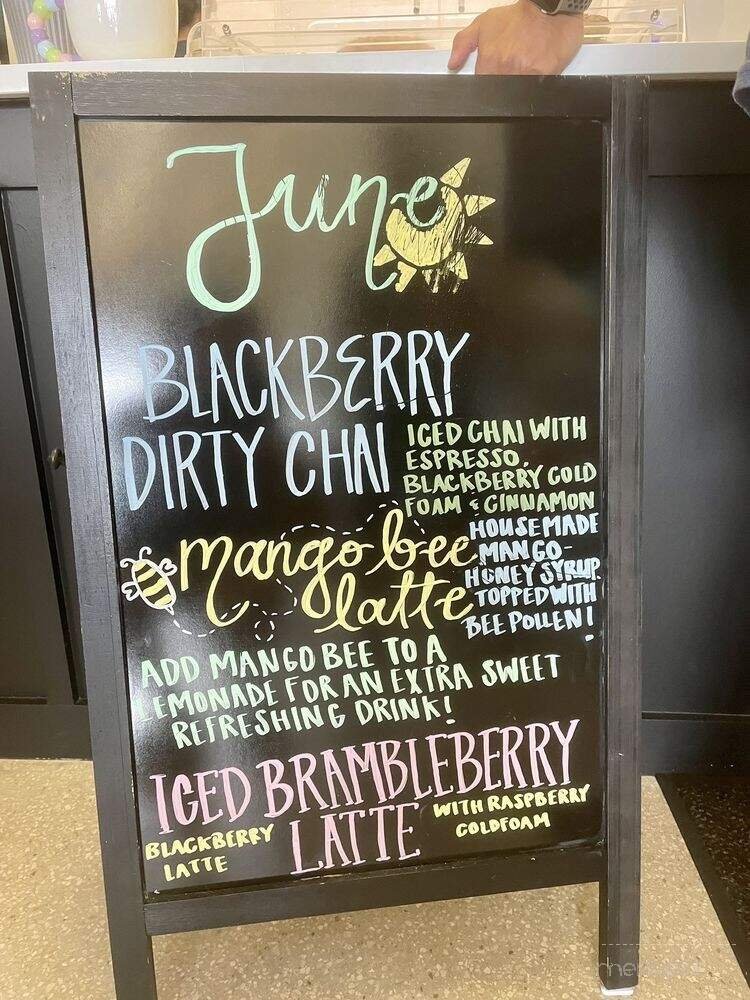 June
BLACKBERRY
DIRTY CHAI
ICED CHAI WITH
ESPRESSO,
BLACKBERRY COLD
FOAM & CINNAMON
mango bee
latte
HOUSEMADE
MANGO-
HONEY SYRUP
TOPPED WITH
BEE POLLEN!
ADD MANGO BEE TO A
LEMONADE FOR AN EXTRA SWEET
REFRESHING DRINK!
ICED BRAMBLEBERRY
LATTE
BLACKBERRY
LATTE
WITH RASPBERRY
COLDFOAM